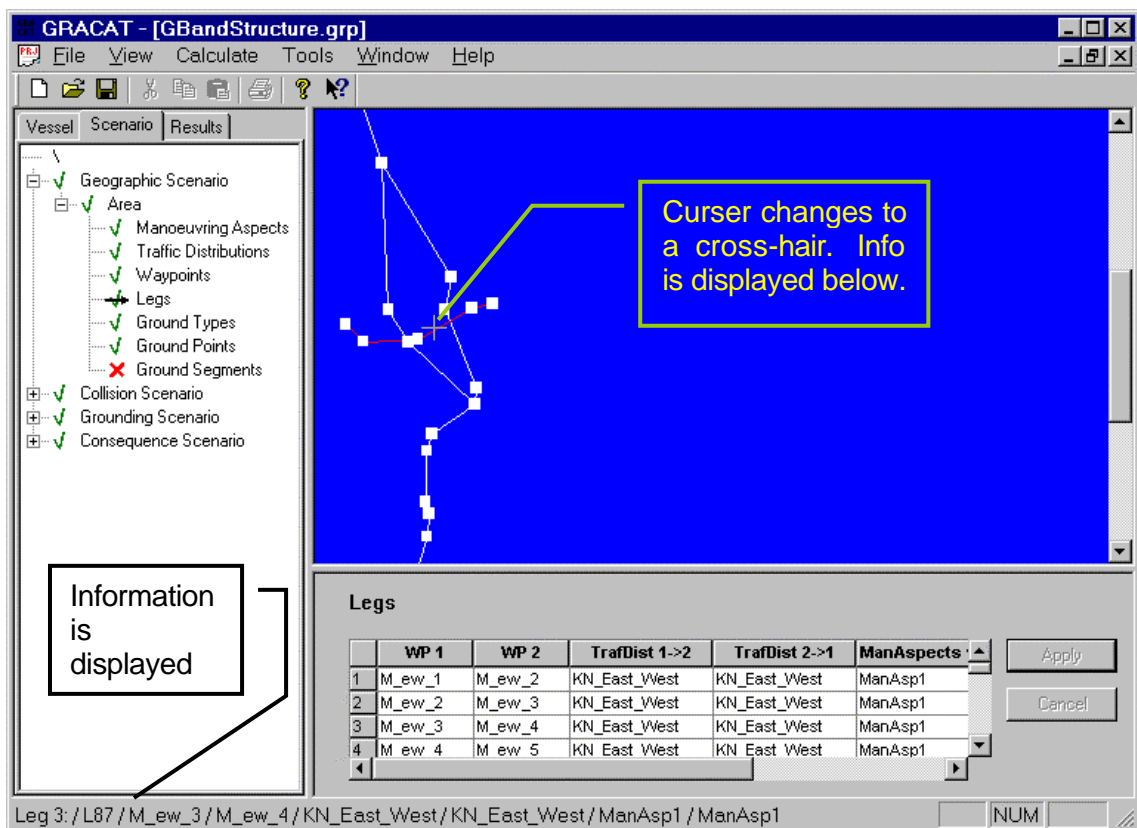 GRACAT - [GBandStructure.grp]
File View Calculate Tools Window Help
Vessel Scenario Results
\
Geographic Scenario
Area
Manoeuvring Aspects
Traffic Distributions
Waypoints
Legs
Ground Types
Ground Points
Ground Segments
Collision Scenario
Grounding Scenario
Consequence Scenario
Curser changes to
a cross-hair. Info
is displayed below.
Information
is
displayed
Legs
WP 1 WP 2 TrafDist 1->2 TrafDist 2->1 ManAspects
1 M_ew_1 M_ew_2 KN_East_West KN_East_West ManAsp1
2 M_ew_2 M_ew_3 KN_East_West KN_East_West ManAsp1
3 M_ew_3 M_ew_4 KN_East_West KN_East_West ManAsp1
4 M_ew_4 M_ew_5 KN_East_West KN_East_West ManAsp1
Apply
Cancel
Leg 3: / L87 / M_ew_3 / M_ew_4 / KN_East_West / KN_East_West / ManAsp1 / ManAsp1
NUM